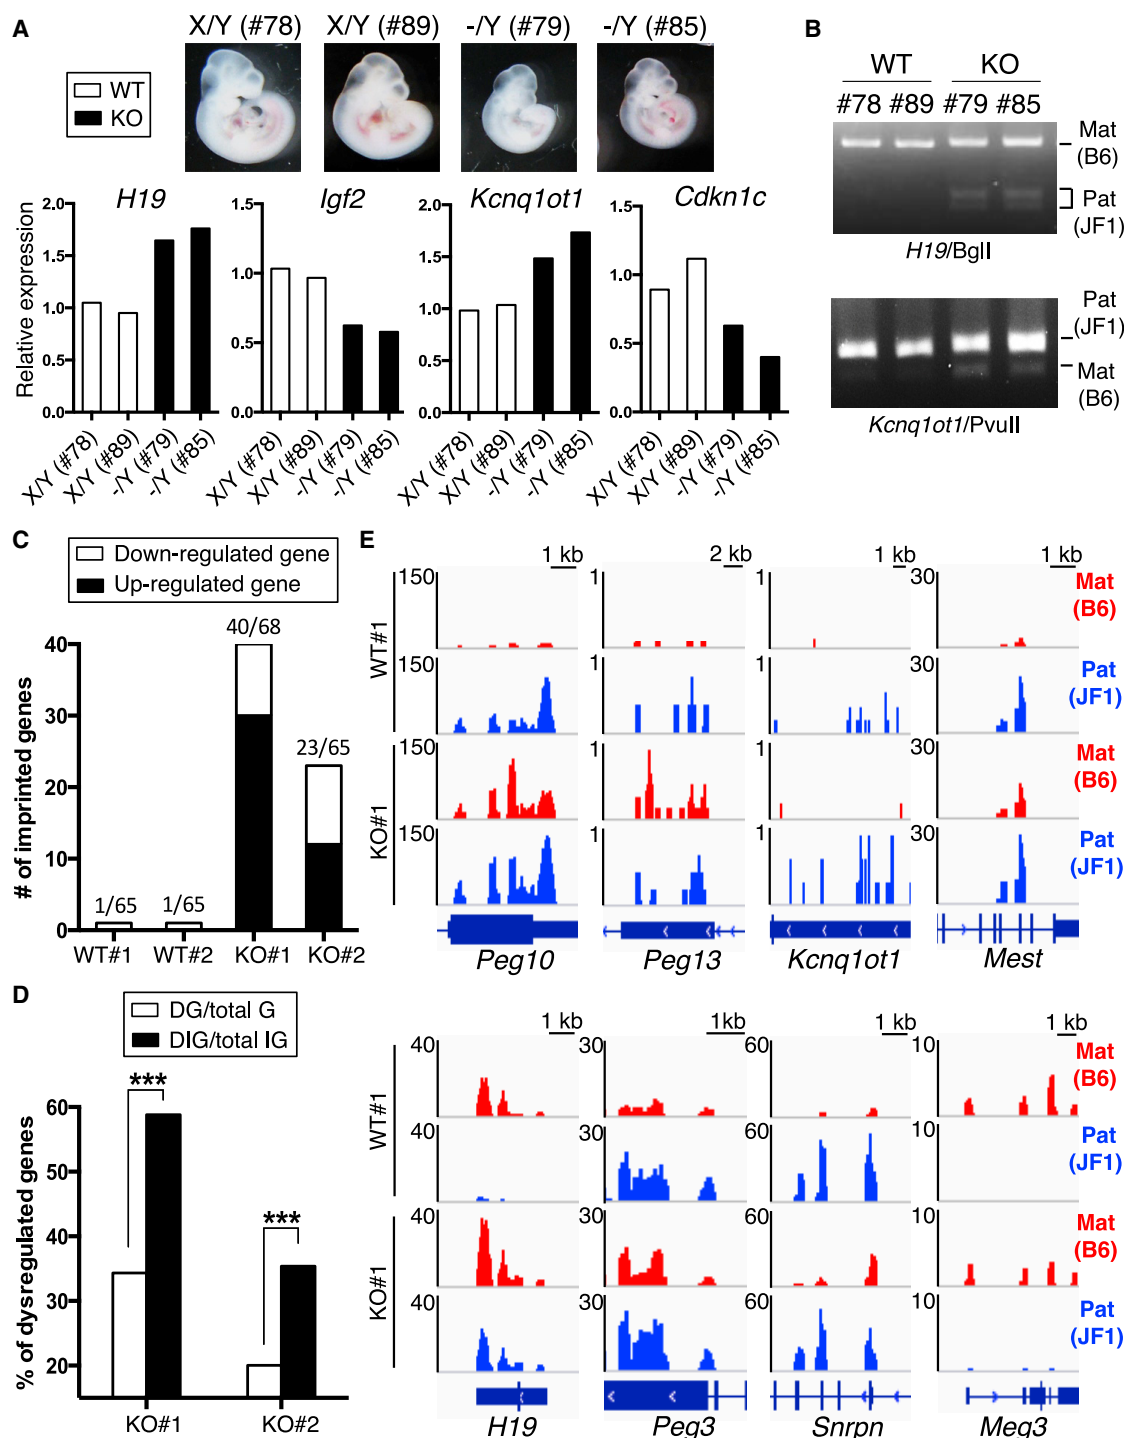 A
X/Y (#78)
X/Y (#89)
-/Y (#79)
-/Y (#85)
WT
KO
H19
Igf2
Kcnq1ot1
Cdkn1c
Relative expression
2.0
1.5
1.0
0.5
0.0
1.5
1.0
0.5
0.0
2.0
1.5
1.0
0.5
0.0
1.5
1.0
0.5
0.0
X/Y (#78)
X/Y (#89)
-/Y (#79)
-/Y (#85)
X/Y (#78)
X/Y (#89)
-/Y (#79)
-/Y (#85)
X/Y (#78)
X/Y (#89)
-/Y (#79)
-/Y (#85)
X/Y (#78)
X/Y (#89)
-/Y (#79)
-/Y (#85)
B
WT KO
#78 #89 #79 #85
Mat
(B6)
Pat
(JF1)
H19/BglI
Pat
(JF1)
Mat
(B6)
Kcnq1ot1/PvuII
C
Down-regulated gene
Up-regulated gene
# of imprinted genes
40
30
20
10
0
1/65
1/65
40/68
23/65
WT#1
WT#2
KO#1
KO#2
D
DG/total G
DIG/total IG
% of dysregulated genes
60
50
40
30
20
***
***
KO#1
KO#2
E
1 kb
2 kb
1 kb
1 kb
WT#1
150
1
1
30
Mat
(B6)
150
1
1
30
Pat
(JF1)
KO#1
150
1
1
30
Mat
(B6)
150
1
1
30
Pat
(JF1)
Peg10
Peg13
Kcnq1ot1
Mest
1 kb
1kb
1 kb
1 kb
WT#1
40
30
60
10
Mat
(B6)
40
30
60
10
Pat
(JF1)
KO#1
40
30
60
10
Mat
(B6)
40
30
60
10
Pat
(JF1)
H19
Peg3
Snrpn
Meg3